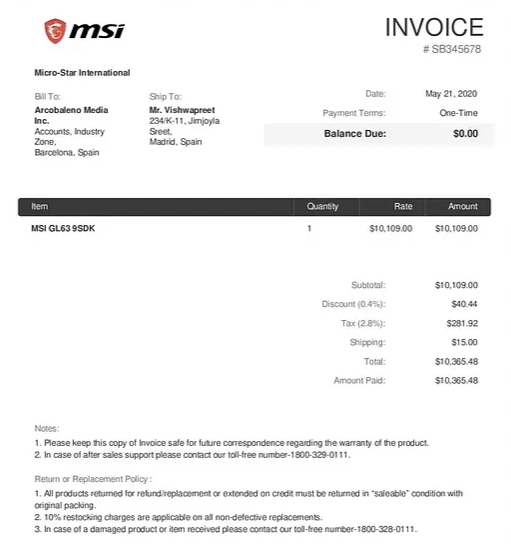 msi
INVOICE
# SB345678
Micro-Star International
Bill To:
Arcobaleno Media
Inc.
Accounts, Industry
Zone,
Barcelona, Spain
Ship To:
Mr. Vishwapreet
234/K-11, Jimjoyla
Sreet,
Madrid, Spain
Date: May 21, 2020
Payment Terms: One-Time
Balance Due: $0.00
Item Quantity Rate Amount
MSI GL63 9SDK 1 $10,109.00 $10,109.00
Subtotal: $10,109.00
Discount (0.4%): $40.44
Tax (2.8%): $281.92
Shipping: $15.00
Total: $10,365.48
Amount Paid: $10,365.48
Notes:
1. Please keep this copy of Invoice safe for future correspondence regarding the warranty of the product.
2. In case of after sales support please contact our toll-free number-1800-329-0111.
Return or Replacement Policy :
1. All products returned for refund/replacement or extended on credit must be returned in “saleable” condition with
original packing.
2. 10% restocking charges are applicable on all non-defective replacements.
3. In case of a damaged product or item received please contact our toll-free number-1800-328-0111.